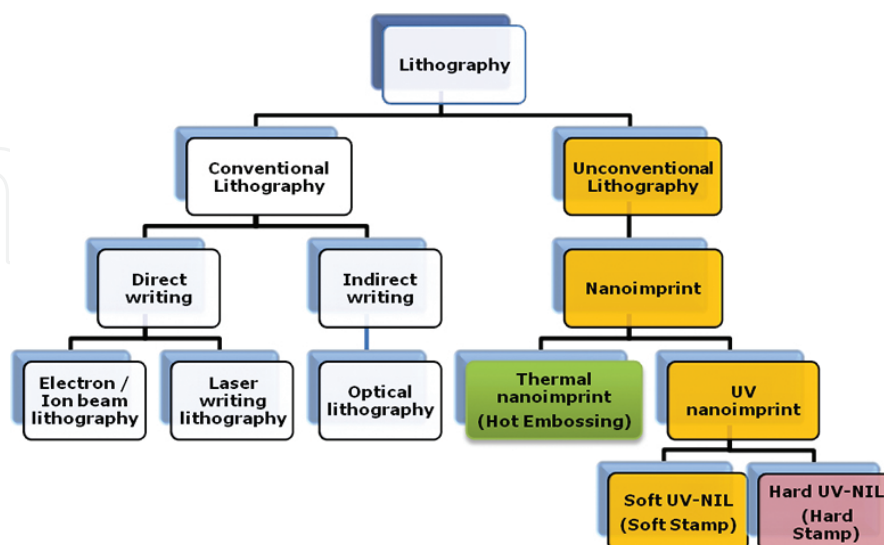 Lithography
Conventional
Lithography
Unconventional
Lithography
Direct
writing
Indirect
writing
Nanoimprint
Electron /
Ion beam
lithography
Laser
writing
lithography
Optical
lithography
Thermal
nanoimprint
(Hot Embossing)
UV
nanoimprint
Soft UV-NIL
(Soft Stamp)
Hard UV-NIL
(Hard
Stamp)